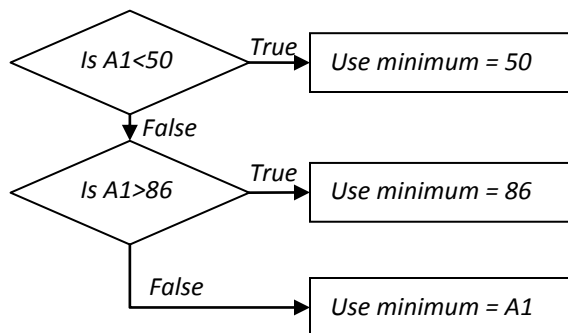 Is A1<50
True
Use minimum = 50
False
Is A1>86
True
Use minimum = 86
False
Use minimum = A1